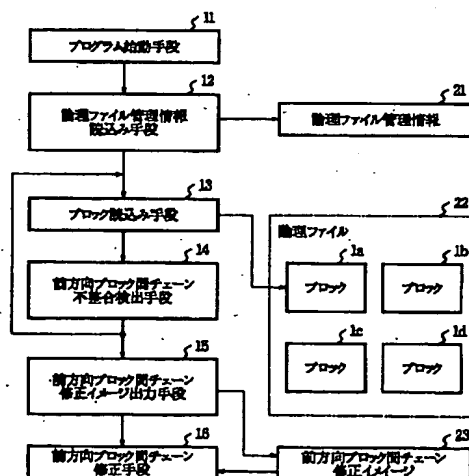 11
プログラム始動手段
12
論理ファイル管理情報
読込み手段
21
論理ファイル管理情報
13
ブロック読込み手段
22
論理ファイル
1a
ブロック
1b
ブロック
14
前方向ブロック間チェーン
不整合検出手段
1c
ブロック
1d
ブロック
15
前方向ブロック間チェーン
修正イメージ出力手段
16
前方向ブロック間チェーン
修正手段
23
前方向ブロック間チェーン
修正イメージ